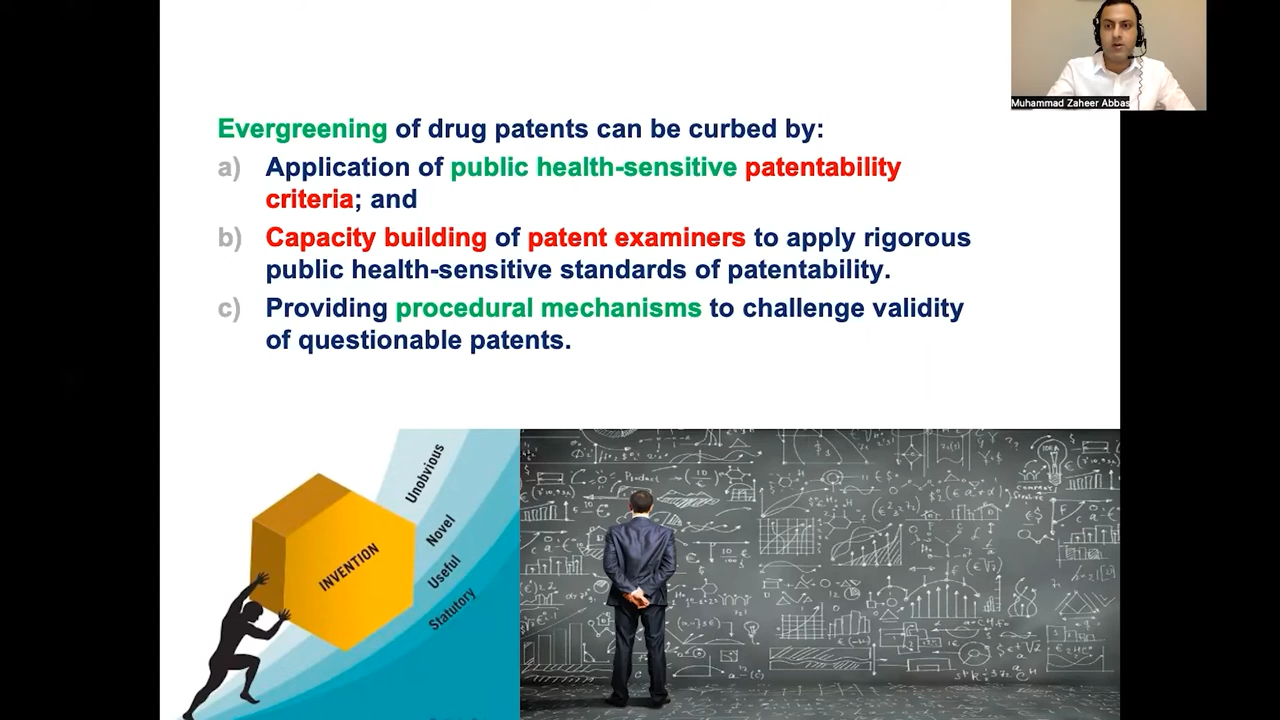 Muhammad Zaheer Abbas
Evergreening of drug patents can be curbed by:
a) Application of public health-sensitive patentability
criteria; and
b) Capacity building of patent examiners to apply rigorous
public health-sensitive standards of patentability.
c) Providing procedural mechanisms to challenge validity
of questionable patents.
INVENTION
Unobvious
Novel
Useful
Statutory
Product
IDEA